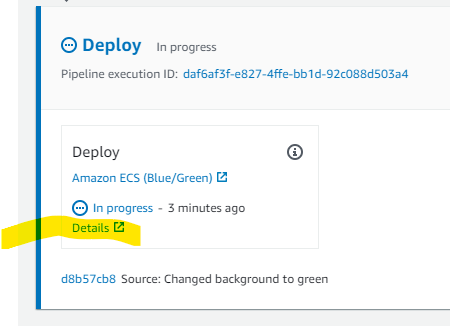 Deploy In progress
Pipeline execution ID: daf6af3f-e827-4ffe-bb1d-92c088d503a4
Deploy
Amazon ECS (Blue/Green)
In progress - 3 minutes ago
Details
d8b57cb8 Source: Changed background to green